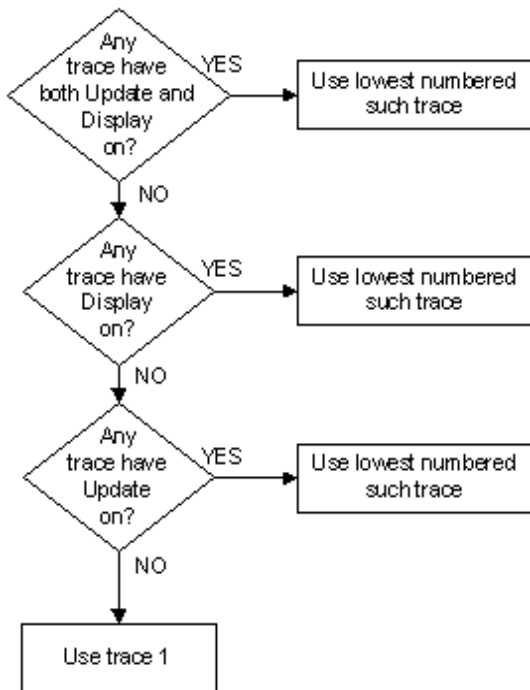 Any
trace have
both Update and
Display
on?
YES
Use lowest numbered
such trace
NO
Any
trace have
Display
on?
YES
Use lowest numbered
such trace
NO
Any
trace have
Update
on?
YES
Use lowest numbered
such trace
NO
Use trace 1